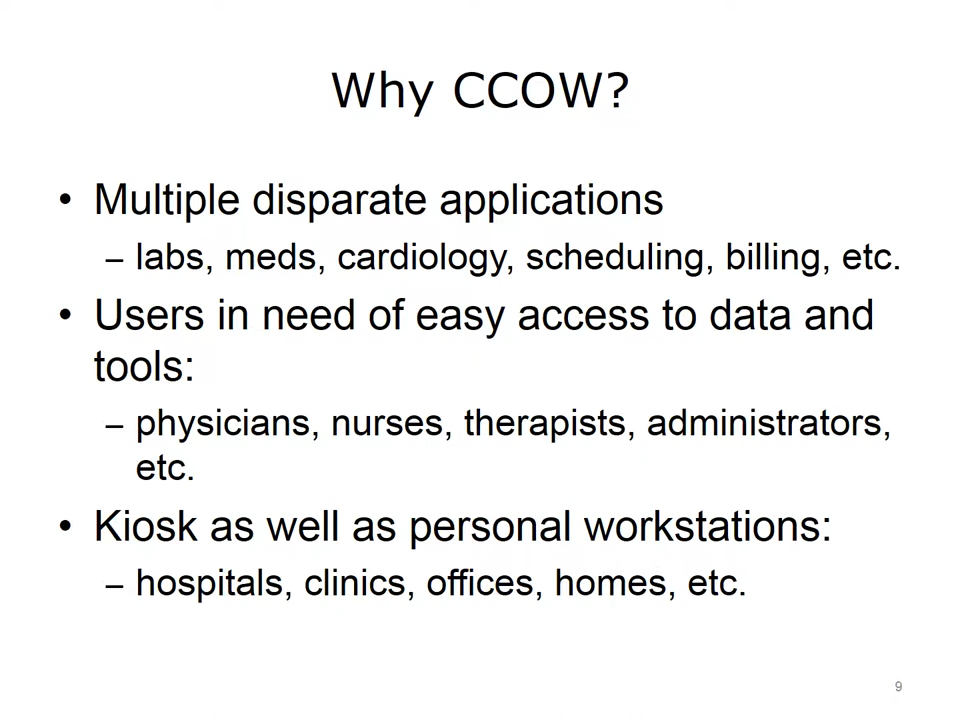 Why CCOW?
• Multiple disparate applications
– labs, meds, cardiology, scheduling, billing, etc.
• Users in need of easy access to data and
tools:
– physicians, nurses, therapists, administrators,
etc.
• Kiosk as well as personal workstations:
– hospitals, clinics, offices, homes, etc.
9